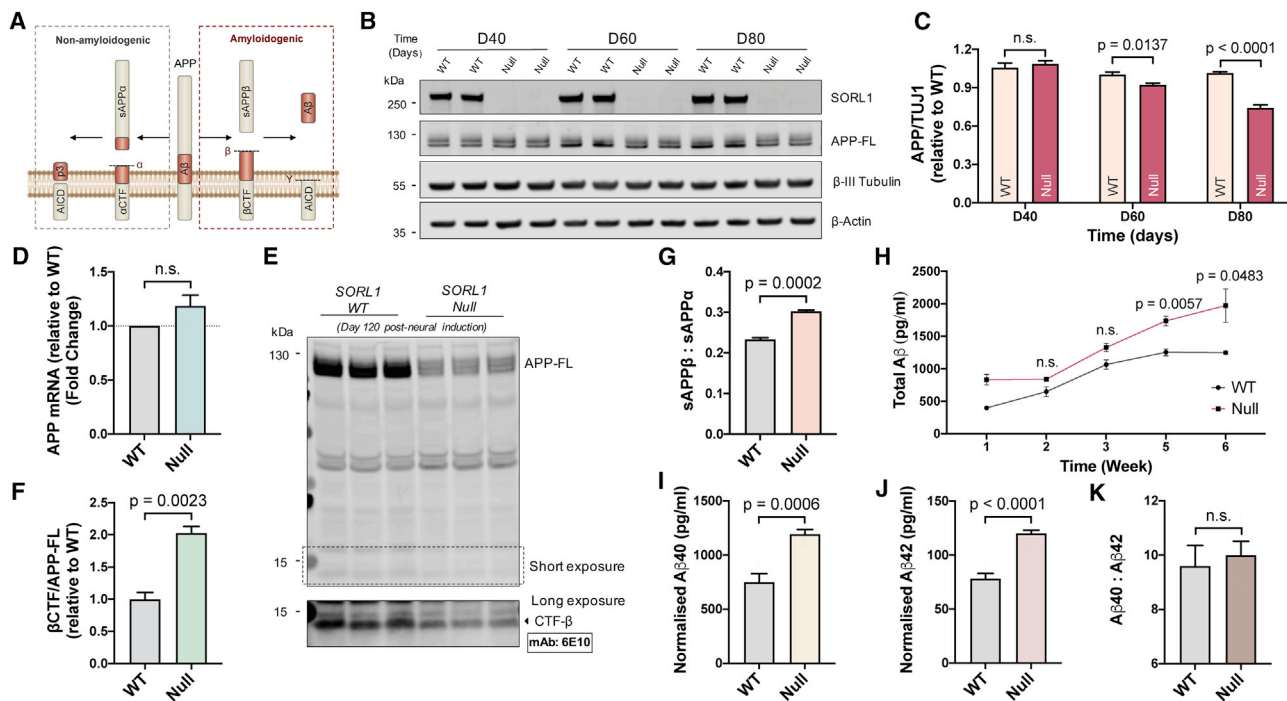 A
Non-amyloidogenic
Amyloidogenic
APP
sAPPα
sAPPβ
Aβ
α
β
γ
p3
Aβ
AICD
αCTF
βCTF
AICD
B
Time
(Days)
D40
D60
D80
WT WT Null Null WT WT Null Null WT WT Null Null
kDa
250
SORL1
130
APP-FL
55
β-III Tubulin
35
β-Actin
C
APP/TUJ1
(relative to WT)
1.2
0.9
0.6
0.3
0.0
n.s.
p = 0.0137
p < 0.0001
WT Null WT Null WT Null
D40 D60 D80
Time (days)
D
APP mRNA (relative to WT)
(Fold Change)
1.5
1.0
0.5
0.0
n.s.
WT Null
E
SORL1
WT
SORL1
Null
(Day 120 post-neural induction)
kDa
130
APP-FL
15
Short exposure
15
Long exposure
CTF-β
mAb: 6E10
F
βCTF/APP-FL
(relative to WT)
2.5
2.0
1.5
1.0
0.5
0.0
p = 0.0023
WT Null
G
sAPPβ : sAPPα
0.4
0.3
0.2
0.1
0.0
p = 0.0002
WT Null
H
Total Aβ (pg/ml)
2500
2000
1500
1000
500
0
n.s.
n.s.
p = 0.0057
p = 0.0483
WT
Null
1 2 3 5 6
Time (Week)
I
Normalised Aβ40 (pg/ml)
1500
1000
500
0
p = 0.0006
WT Null
J
Normalised Aβ42 (pg/ml)
150
100
50
0
p < 0.0001
WT Null
K
Aβ40 : Aβ42
12
10
8
6
n.s.
WT Null